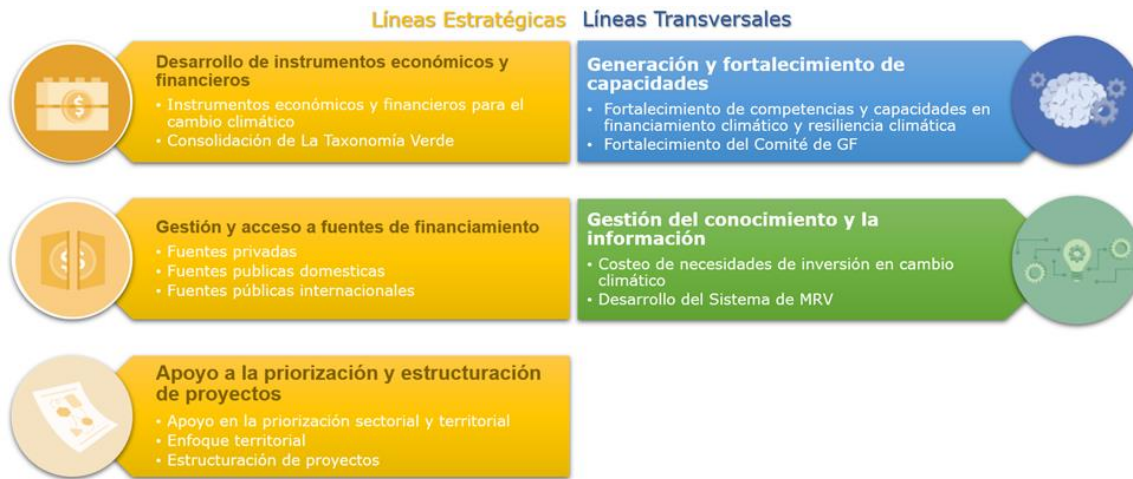 Líneas Estratégicas
Líneas Transversales
Desarrollo de instrumentos económicos y
financieros
• Instrumentos económicos y financieros para el
cambio climático
• Consolidación de La Taxonomía Verde
Generación y fortalecimiento de
capacidades
• Fortalecimiento de competencias y capacidades en
financiamiento climático y resiliencia climática
• Fortalecimiento del Comité de GF
Gestión y acceso a fuentes de financiamiento
• Fuentes privadas
• Fuentes publicas domesticas
• Fuentes públicas internacionales
Gestión del conocimiento y la
información
• Costeo de necesidades de inversión en cambio
climático
• Desarrollo del Sistema de MRV
Apoyo a la priorización y estructuración
de proyectos
• Apoyo en la priorización sectorial y territorial
• Enfoque territorial
• Estructuración de proyectos